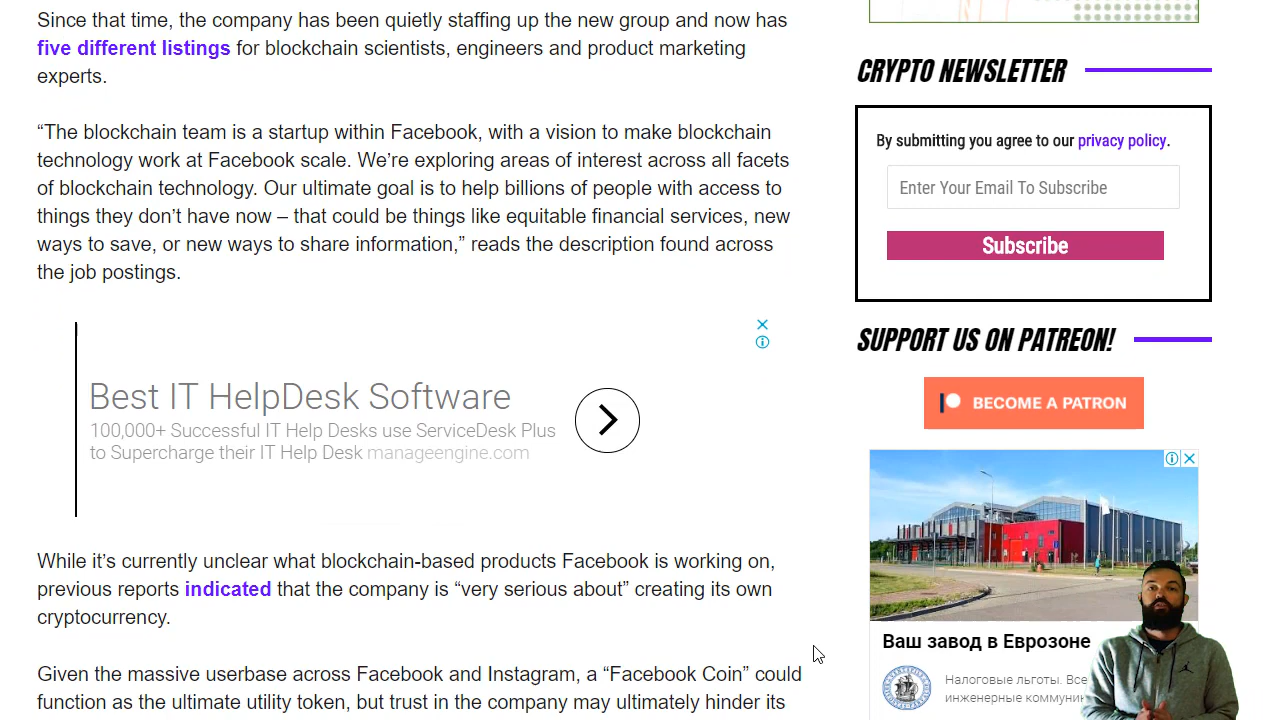 Since that time, the company has been quietly staffing up the new group and now has
five different listings for blockchain scientists, engineers and product marketing
experts.
“The blockchain team is a startup within Facebook, with a vision to make blockchain
technology work at Facebook scale. We’re exploring areas of interest across all facets
of blockchain technology. Our ultimate goal is to help billions of people with access to
things they don’t have now – that could be things like equitable financial services, new
ways to save, or new ways to share information,” reads the description found across
the job postings.
Best IT HelpDesk Software
100,000+ Successful IT Help Desks use ServiceDesk Plus
to Supercharge their IT Help Desk manageengine.com
While it’s currently unclear what blockchain-based products Facebook is working on,
previous reports indicated that the company is “very serious about” creating its own
cryptocurrency.
Given the massive userbase across Facebook and Instagram, a “Facebook Coin” could
function as the ultimate utility token, but trust in the company may ultimately hinder its
CRYPTO NEWSLETTER
By submitting you agree to our privacy policy.
Enter Your Email To Subscribe
Subscribe
SUPPORT US ON PATREON!
BECOME A PATRON
Ваш завод в Еврозоне
Налоговые льготы. Все
инженерные